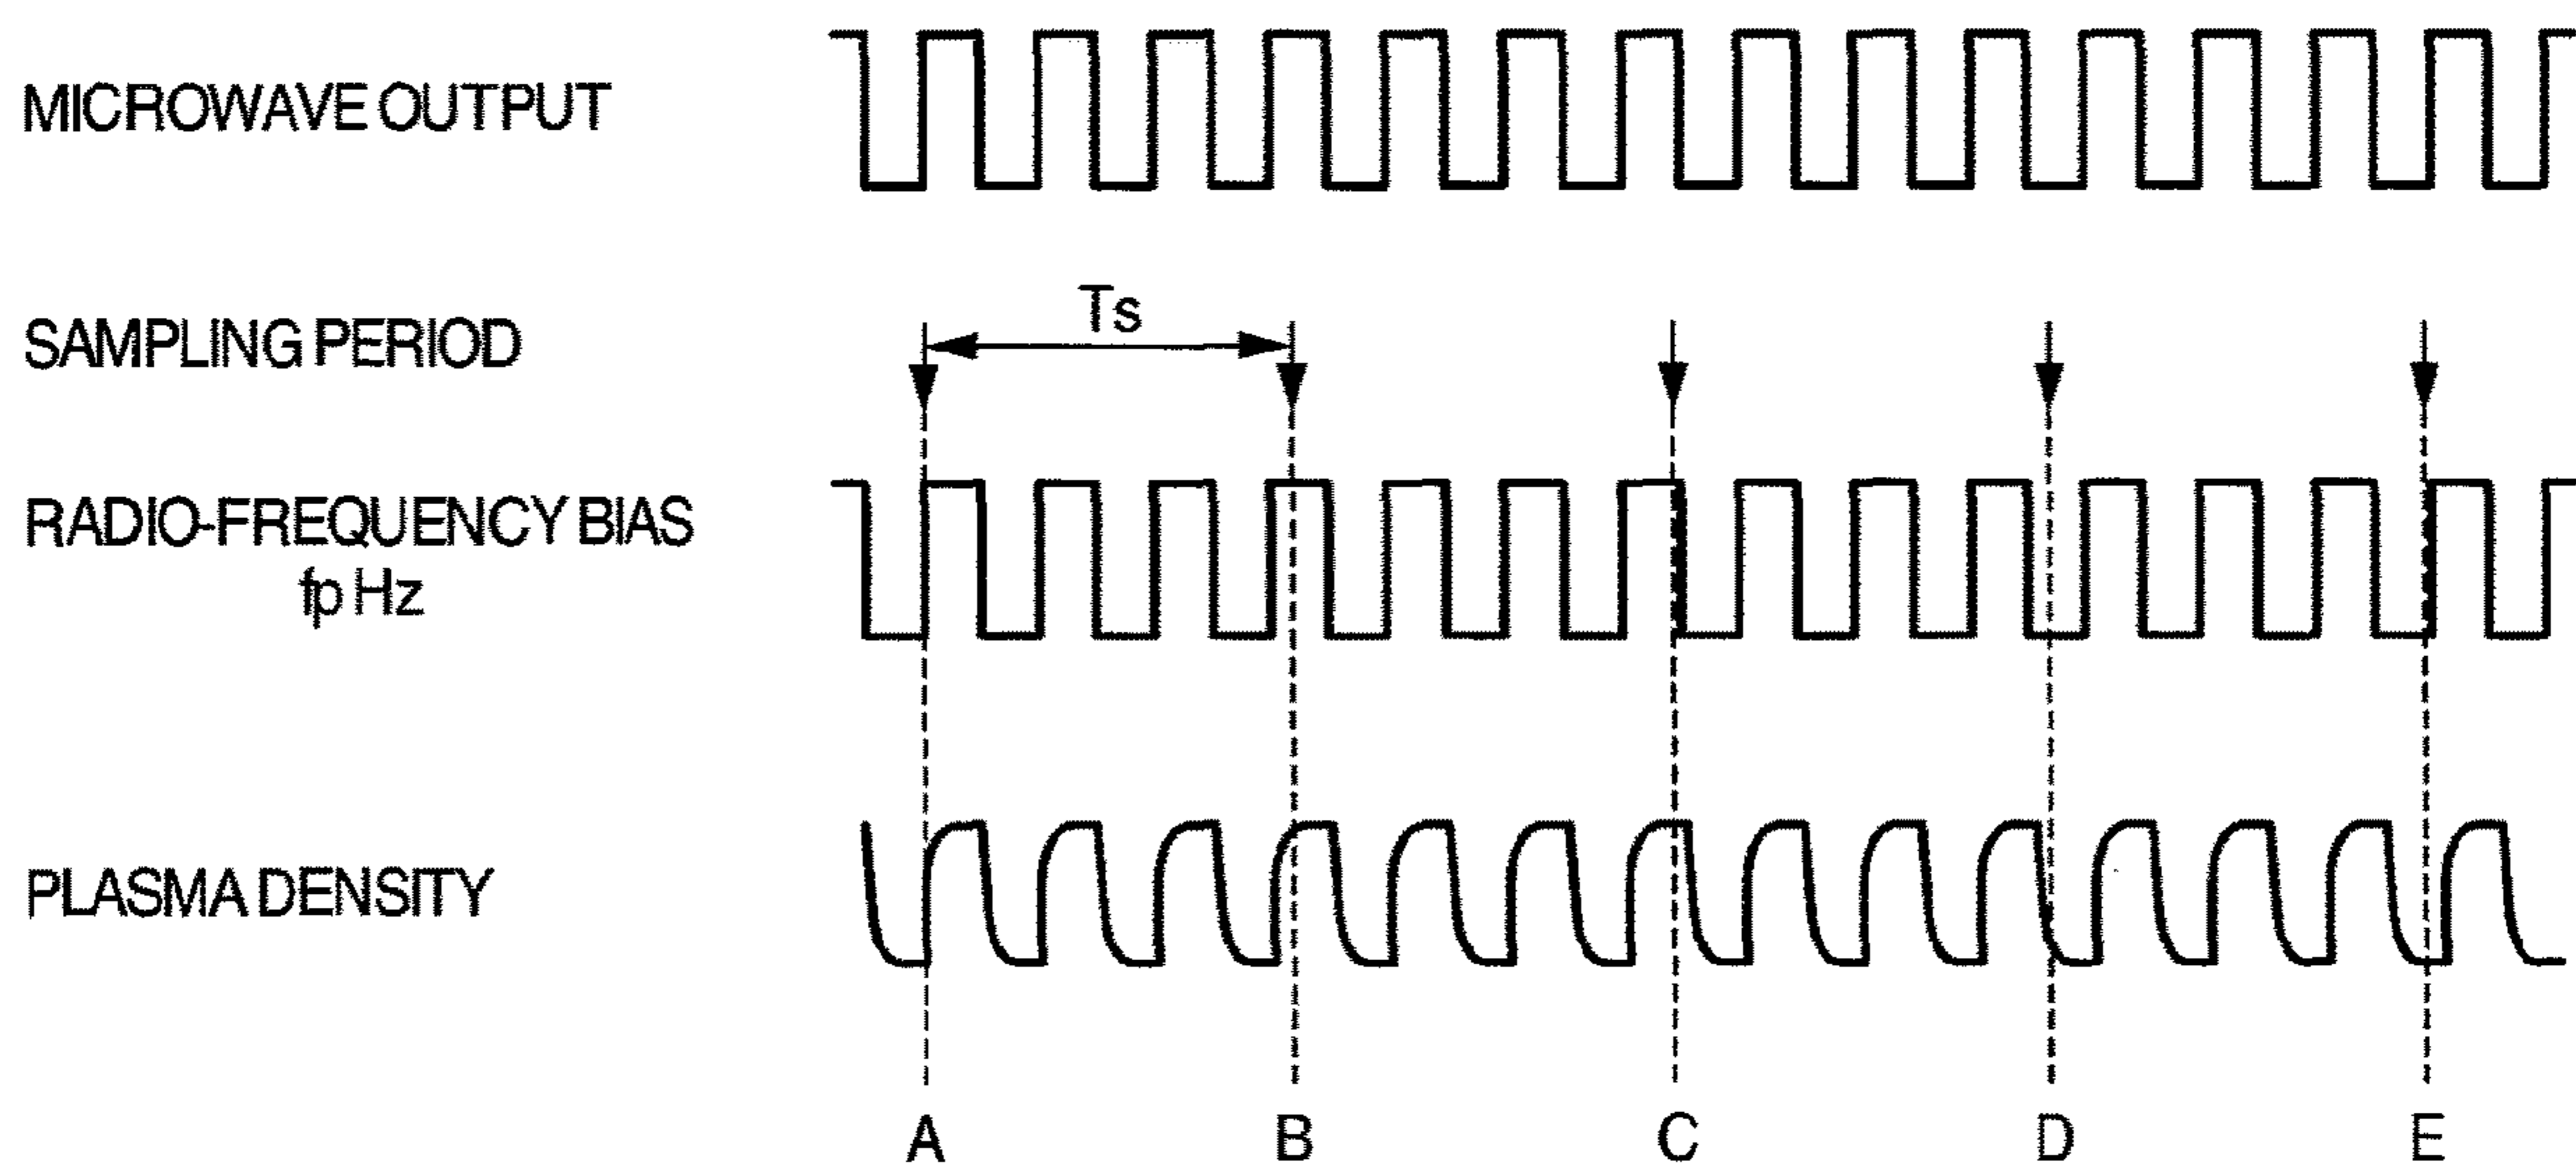 MICROWAVE OUTPUT
Ts
SAMPLING PERIOD
RADIO-FREQUENCY BIAS
fp Hz
PLASMA DENSITY
A B C D E